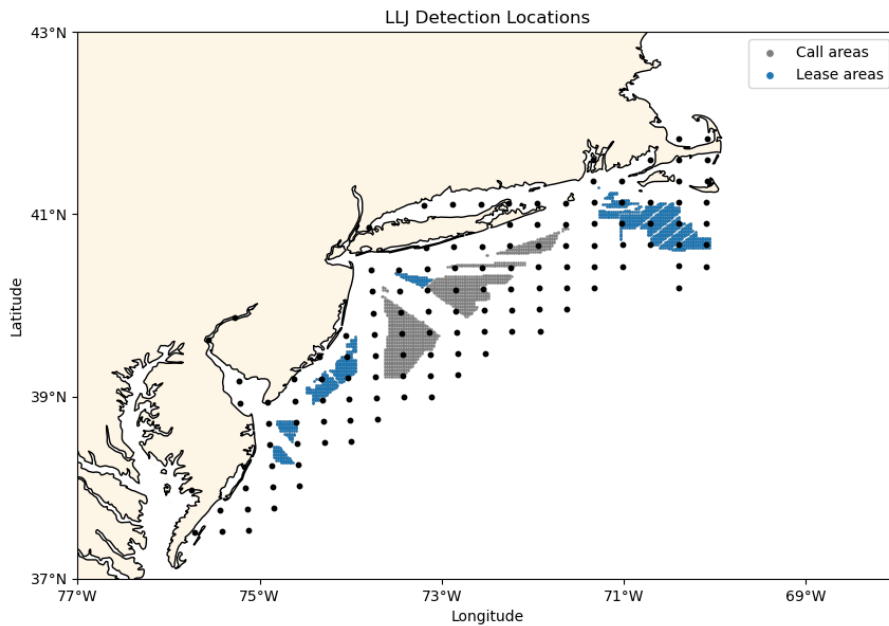 LLJ Detection Locations
43°N
Call areas
Lease areas
41°N
Latitude
39°N
37°N
77°W 75°W 73°W 71°W 69°W
Longitude